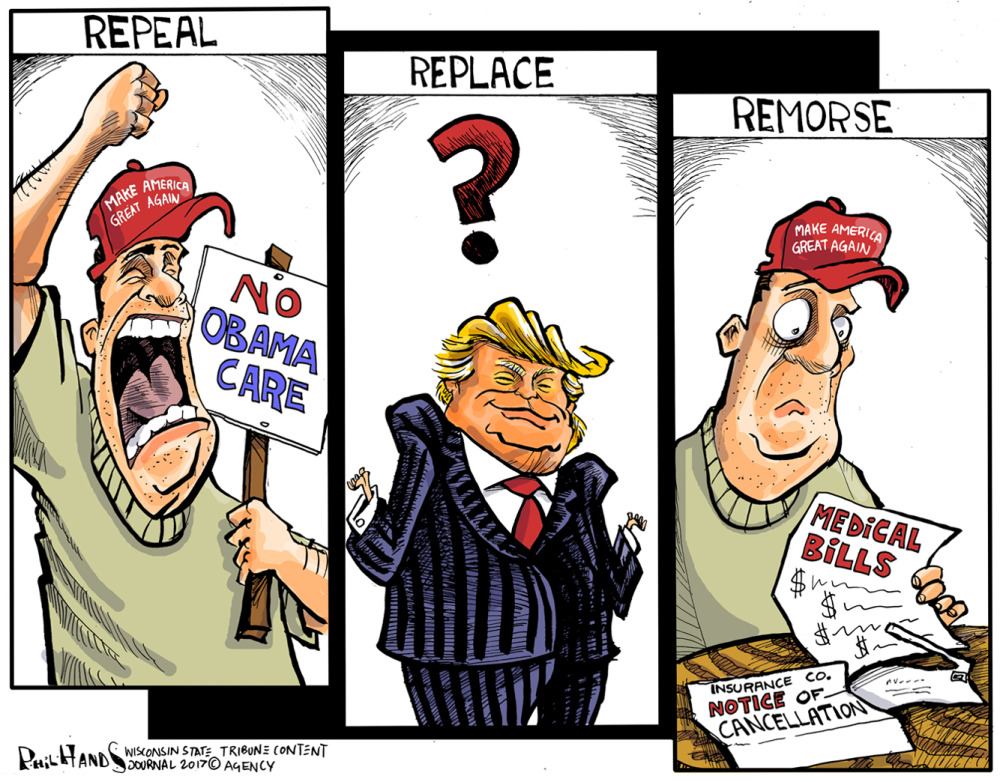 REPEAL
MAKE AMERICA
GREAT AGAIN
NO
OBAMA
CARE
REPLACE
?
REMORSE
MAKE AMERICA
GREAT AGAIN
MEDiCAL
BiLLS
$
$
$
$
INSURANCE CO.
NOTICE OF
CANCELLATION
PHIL HANDS
WISCONSIN STATE TRIBUNE CONTENT
JOURNAL 2017© AGENCY